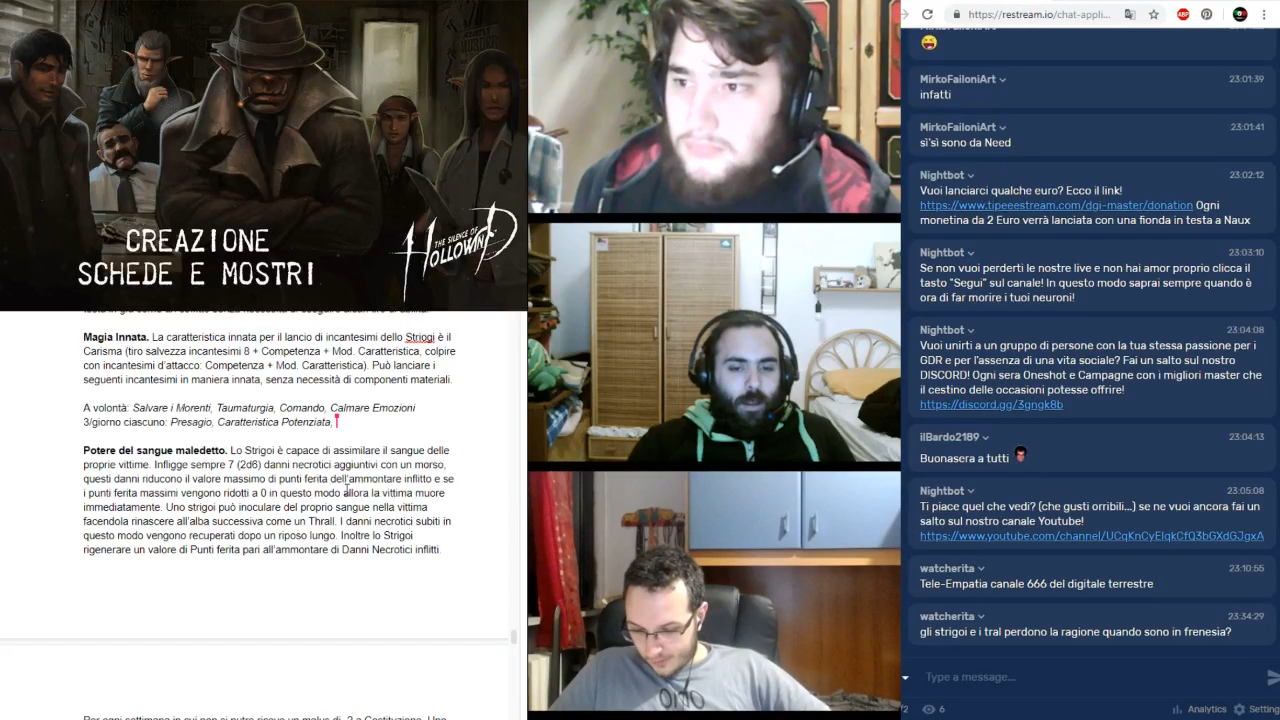 CREAZIONE
SCHEDE E MOSTRI
THE SILENCE OF
HOLLOWIND
Magia Innata. La caratteristica innata per il lancio di incantesimi dello Striogi è il
Carisma (tiro salvezza incantesimi 8 + Competenza + Mod. Caratteristica, colpire
con incantesimi d'attacco: Competenza + Mod. Caratteristica). Può lanciare i
seguenti incantesimi in maniera innata, senza necessità di componenti materiali.
A volontà: Salvare i Morenti, Taumaturgia, Comando, Calmare Emozioni
3/giorno ciascuno: Presagio, Caratteristica Potenziata,
Potere del sangue maledetto. Lo Strigoi è capace di assimilare il sangue delle
proprie vittime. Infligge sempre 7 (2d6) danni necrotici aggiuntivi con un morso,
questi danni riducono il valore massimo di punti ferita dell'ammontare inflitto e se
i punti ferita massimi vengono ridotti a 0 in questo modo allora la vittima muore
immediatamente. Uno strigoi può inoculare del proprio sangue nella vittima
facendola rinascere all'alba successiva come un Thrall. I danni necrotici subiti in
questo modo vengono recuperati dopo un riposo lungo. Inoltre lo Strigoi
rigenerare un valore di Punti ferita pari all'ammontare di Danni Necrotici inflitti.
https://restream.io/chat-appli...
ABP
MirkoFailoniArt 23:01:39
infatti
MirkoFailoniArt 23:01:41
sì'sì sono da Need
Nightbot 23:02:12
Vuoi lanciarci qualche euro? Ecco il link!
https://www.tipeeestream.com/dgi-master/donation Ogni
monetina da 2 Euro verrà lanciata con una fionda in testa a Naux
Nightbot 23:03:10
Se non vuoi perderti le nostre live e non hai amor proprio clicca il
tasto "Segui" sul canale! In questo modo saprai sempre quando è
ora di far morire i tuoi neuroni!
Nightbot 23:04:08
Vuoi unirti a un gruppo di persone con la tua stessa passione per i
GDR e per l'assenza di una vita sociale? Fai un salto sul nostro
DISCORD! Ogni sera Oneshot e Campagne con i migliori master che
il cestino delle occasioni potesse offrire!
https://discord.gg/3gngk8b
ilBardo2189 23:04:13
Buonasera a tutti
Nightbot 23:05:08
Ti piace quel che vedi? (che gusti orribili...) se ne vuoi ancora fai un
salto sul nostro canale Youtube!
https://www.youtube.com/channel/UCqKnCyElqkCfQ3bGXdGJgxA
watcherita 23:10:55
Tele-Empatia canale 666 del digitale terrestre
watcherita 23:34:29
gli strigoi e i tral perdono la ragione quando sono in frenesia?
Type a message...
6 Analytics Setting